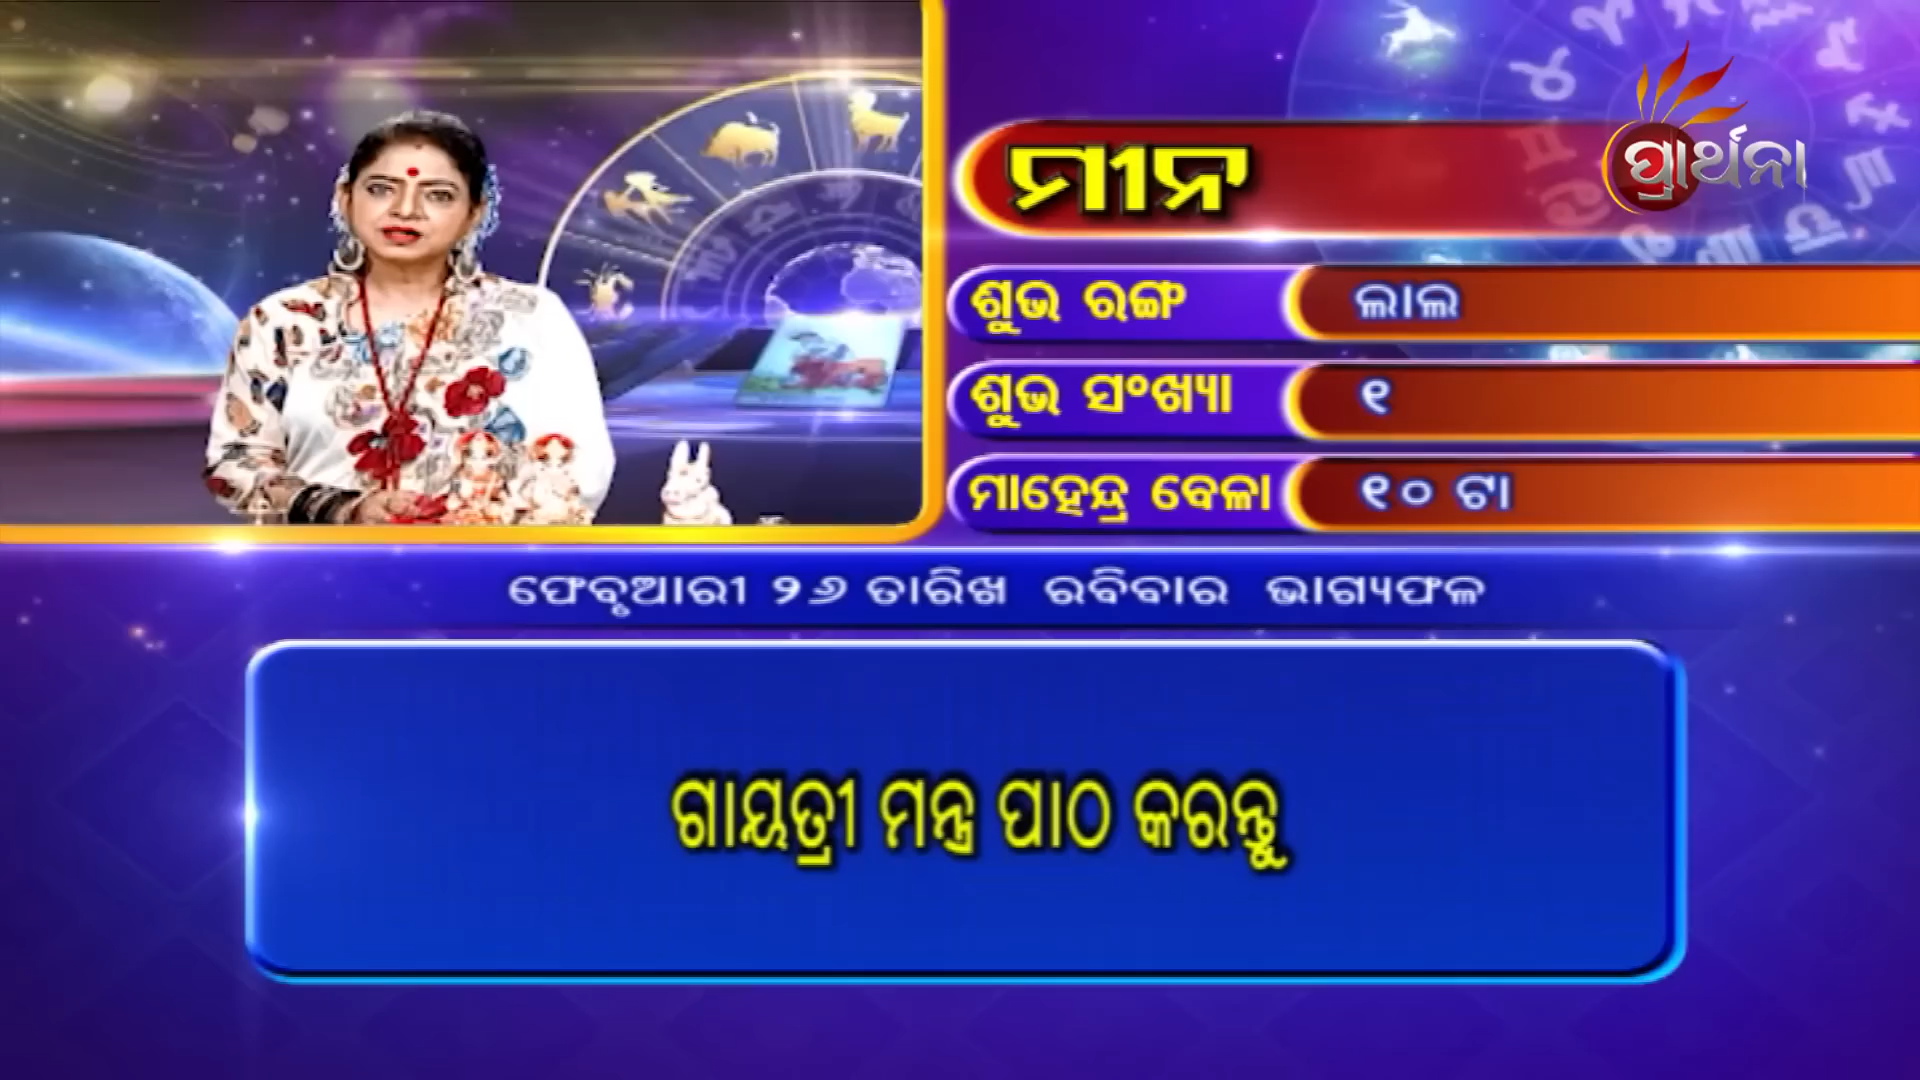 ମୀନ
ପ୍ରାର୍ଥନା
ଶୁଭ ରଙ୍ଗ ଲାଲ
ଶୁଭ ସଂଖ୍ୟା ୧
ମାହେନ୍ଦ୍ର ବେଳା ୧୦ ଟା
ଫେବୃଆରୀ ୨୬ ତାରିଖ ରବିବାର ଭାଗ୍ୟଫଳ
ଗାୟତ୍ରୀ ମନ୍ତ୍ର ପାଠ କରନ୍ତୁ